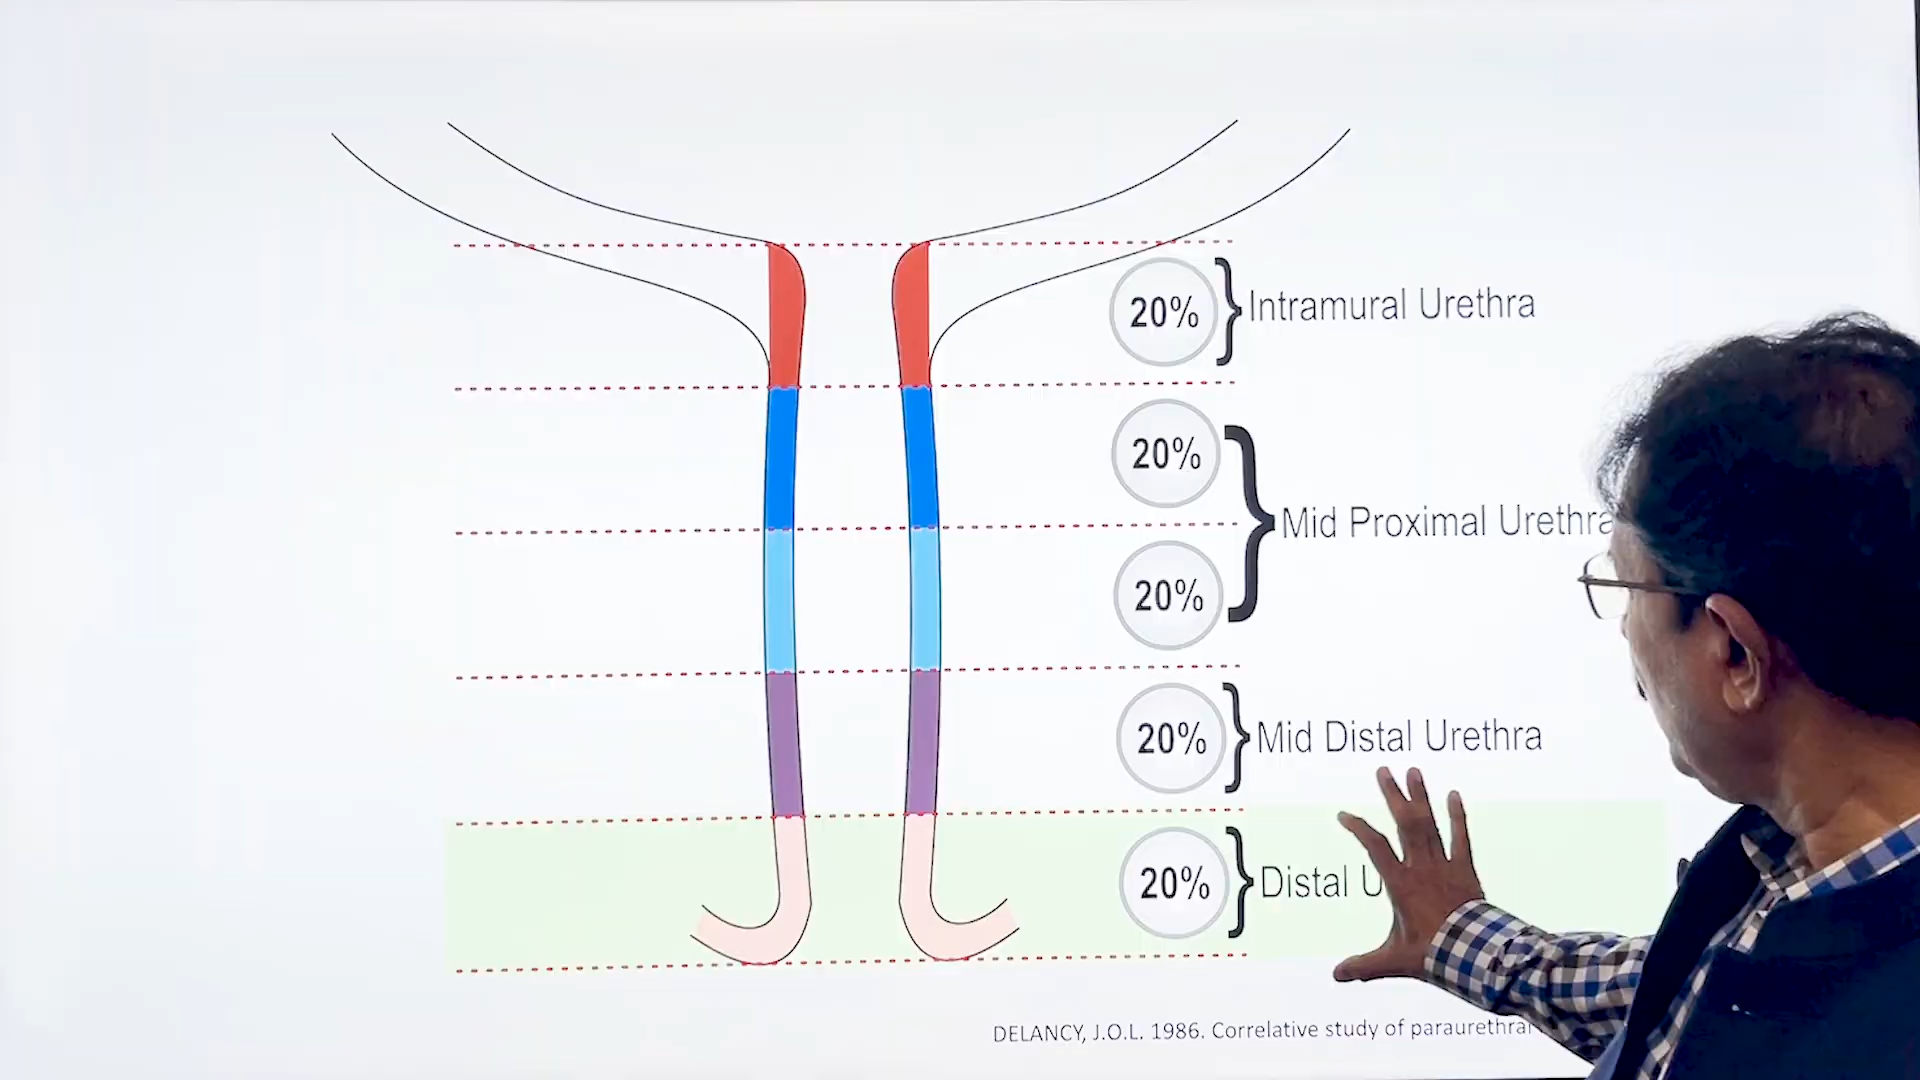 20% Intramural Urethra
20%
Mid Proximal Urethra
20%
20% Mid Distal Urethra
20% Distal
DELANCY, J.O.L. 1986. Correlative study of